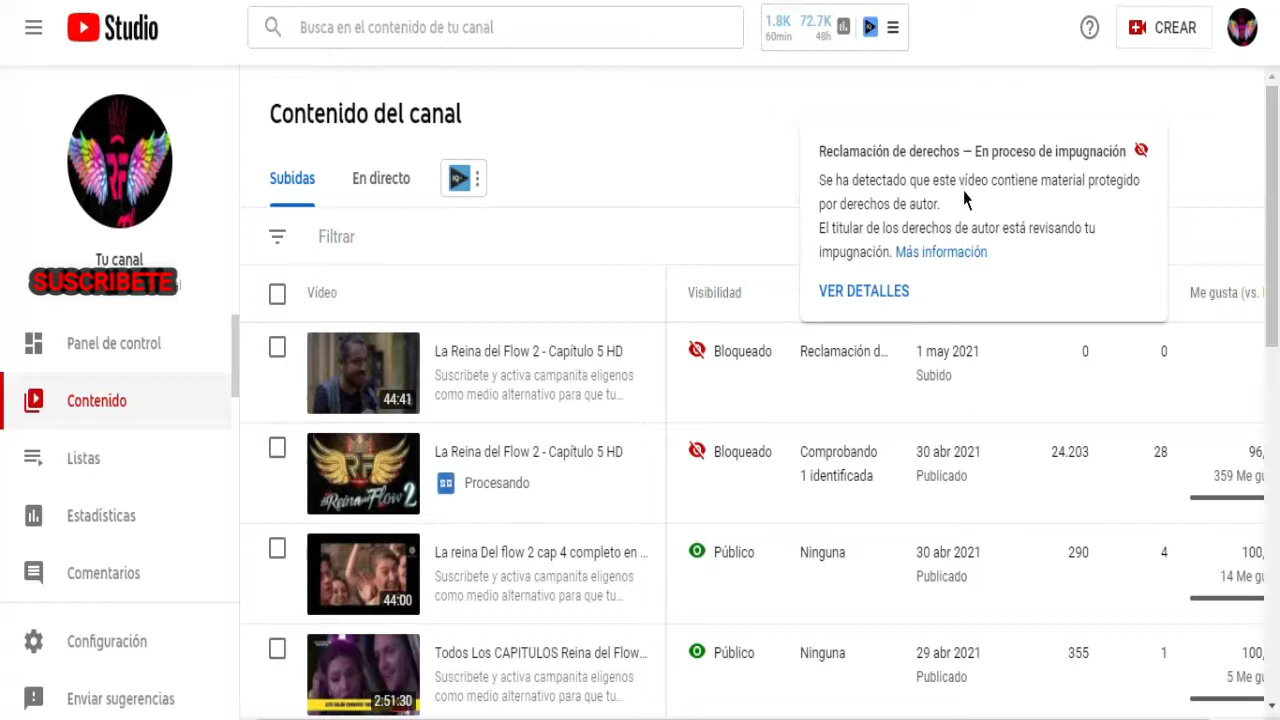 Studio
Busca en el contenido de tu canal
1.8K 72.7K
60min 48h
CREAR
Tu canal
SUSCRIBETE
Panel de control
Contenido
Listas
Estadísticas
Comentarios
Configuración
Enviar sugerencias
Contenido del canal
Subidas
En directo
Filtrar
Reclamación de derechos — En proceso de impugnación
Se ha detectado que este vídeo contiene material protegido
por derechos de autor.
El titular de los derechos de autor está revisando tu
impugnación. Más información
VER DETALLES
Vídeo
Visibilidad
Me gusta (vs.
La Reina del Flow 2 - Capítulo 5 HD
Suscribete y activa campanita eligenos
como medio alternativo para que tu...
44:41
Bloqueado
Reclamación d...
1 may 2021
Subido
0
0
La Reina del Flow 2 - Capítulo 5 HD
Procesando
RF
La Reina del Flow 2
Bloqueado
Comprobando
1 identificada
30 abr 2021
Publicado
24.203
28
96,
359 Me gu
La reina Del flow 2 cap 4 completo en ...
Suscribete y activa campanita eligenos
como medio alternativo para que tu...
44:00
Público
Ninguna
30 abr 2021
Publicado
290
4
100,
14 Me gu
Todos Los CAPITULOS Reina del Flow...
Suscribete y activa campanita eligenos
como medio alternativo para que tu...
2:51:30
Público
Ninguna
29 abr 2021
Publicado
355
1
100,
5 Me gu